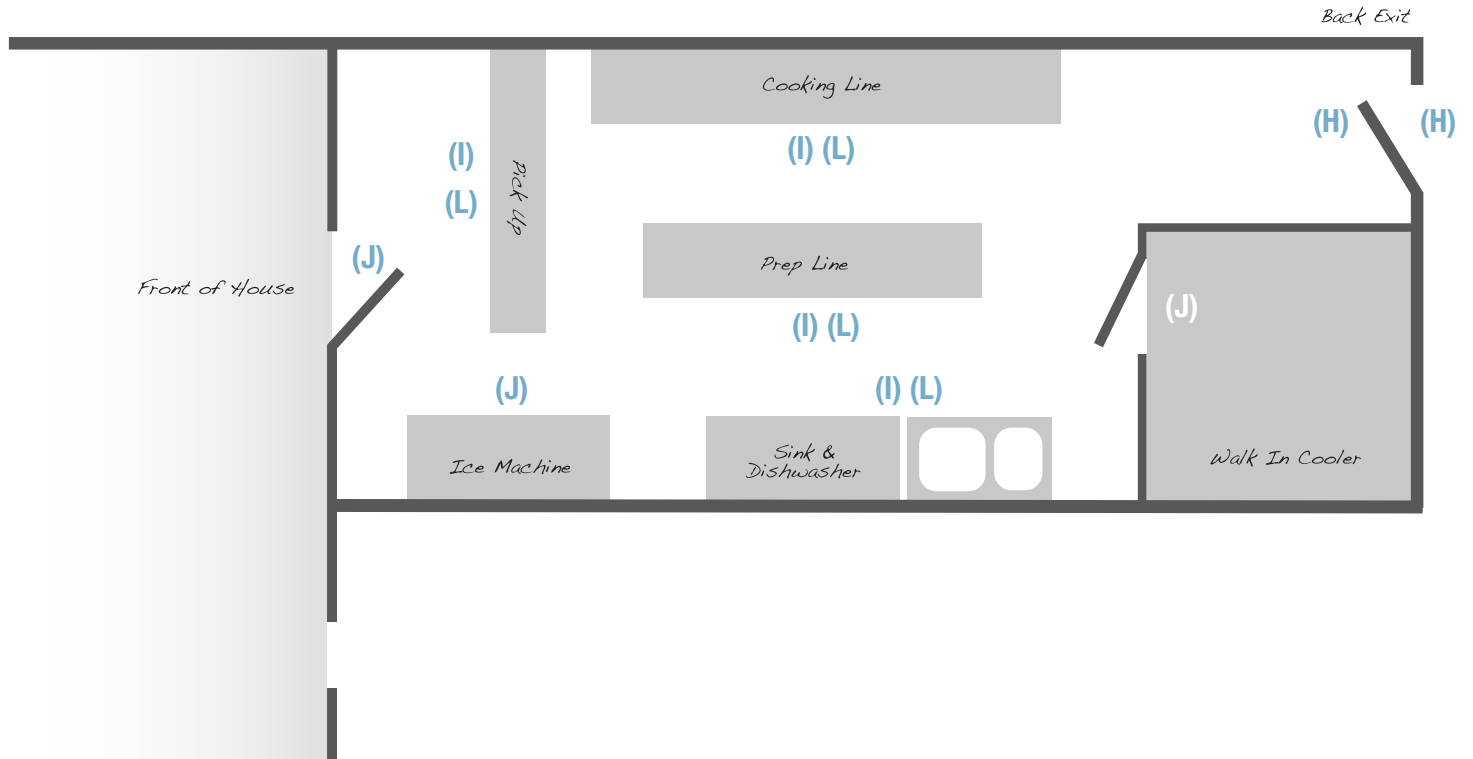 Back Exit
Cooking Line
(H)
(H)
(I)
(L)
Pick Up
(I) (L)
(J)
Front of House
Prep Line
(J)
(I) (L)
(J)
(I) (L)
Ice Machine
Sink &
Dishwasher
Walk In Cooler